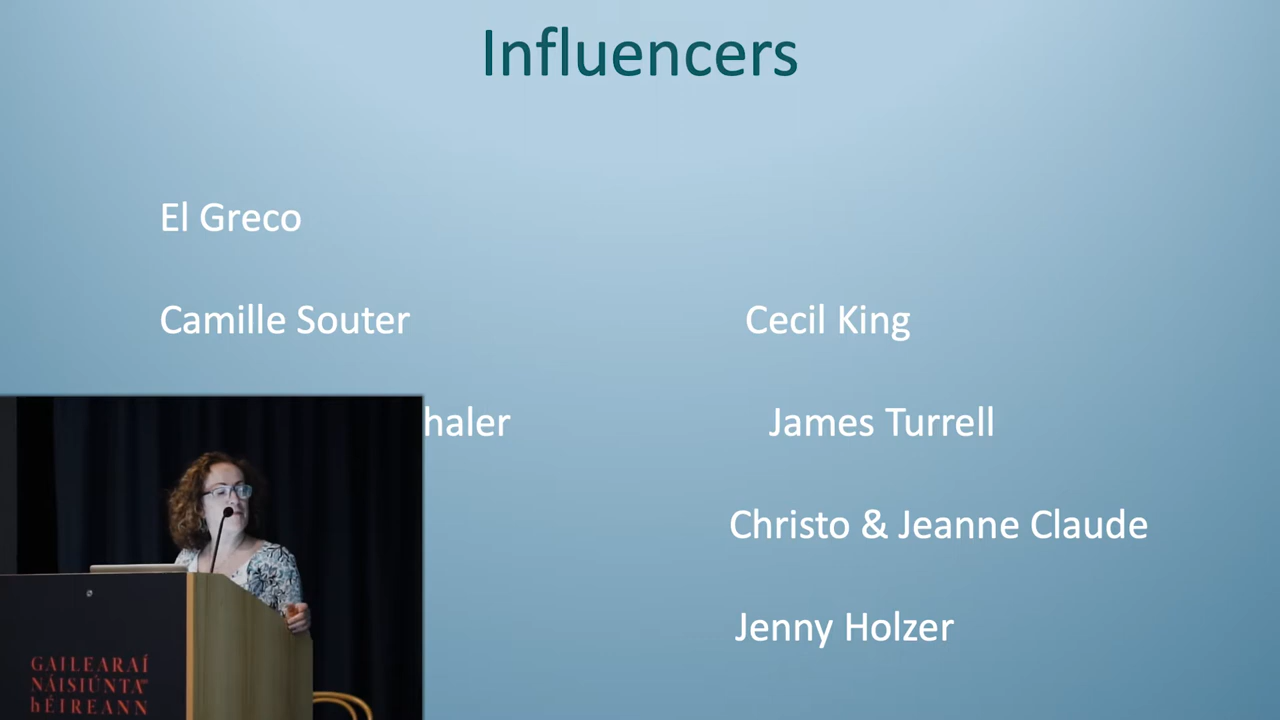 Influencers
El Greco
Camille Souter
Cecil King
haler
James Turrell
Christo & Jeanne Claude
Jenny Holzer
GAILEARAÍ
NÁISIÚNTA
hÉIREANN